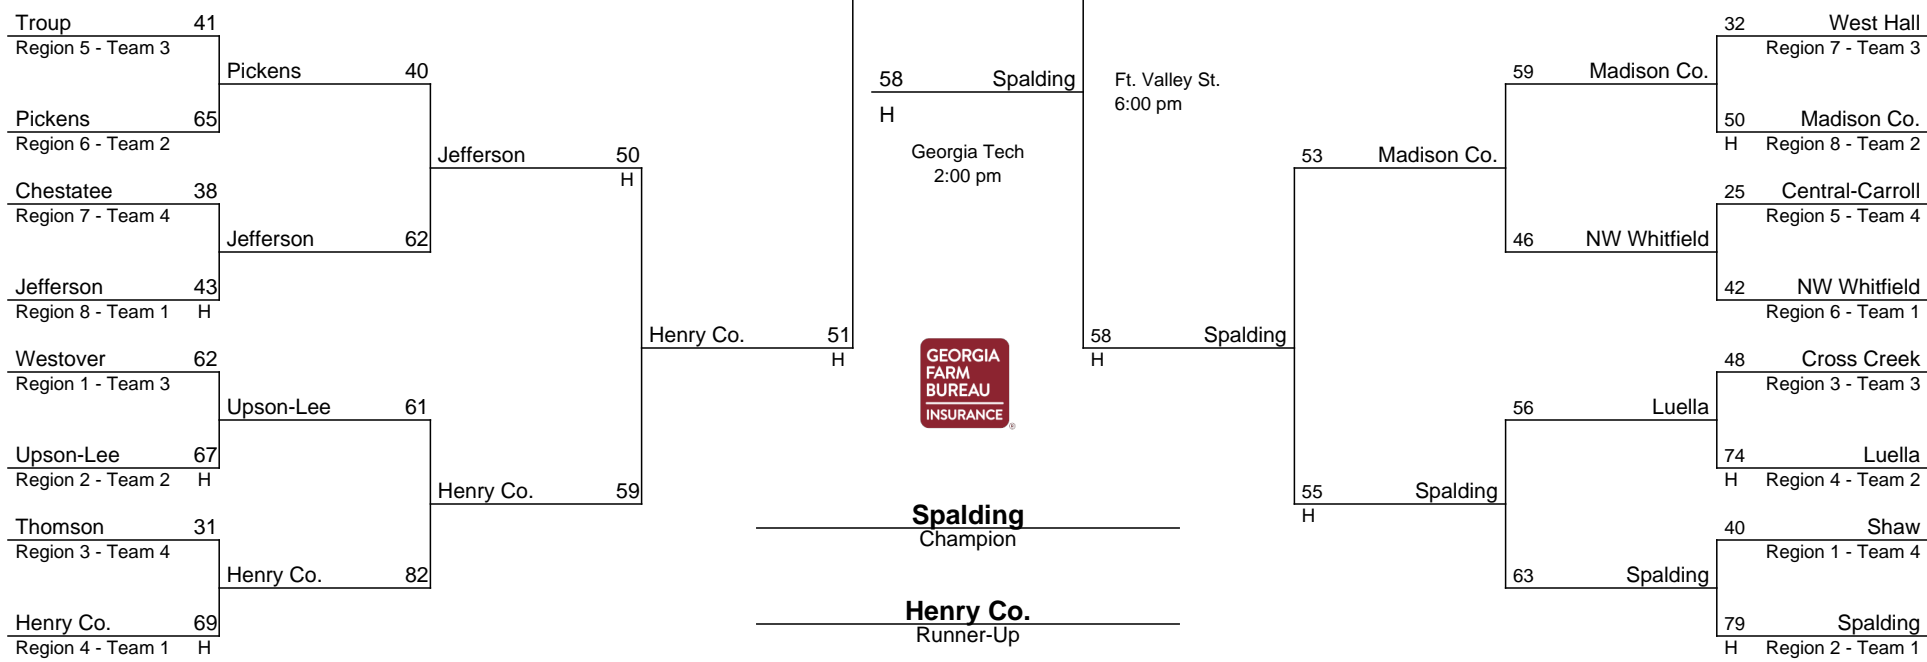 Troup 41
Region 5 - Team 3
Pickens 40
Pickens 65
Region 6 - Team 2
Jefferson 50
H
Chestatee 38
Region 7 - Team 4
Jefferson 62
Jefferson 43
Region 8 - Team 1 H
Henry Co. 51
H
Westover 62
Region 1 - Team 3
Upson-Lee 61
Upson-Lee 67
Region 2 - Team 2 H
Henry Co. 59
Thomson 31
Region 3 - Team 4
Henry Co. 82
Henry Co. 69
Region 4 - Team 1 H
58 Spalding
H
Georgia Tech
2:00 pm
Ft. Valley St.
6:00 pm
GEORGIA
FARM
BUREAU
INSURANCE
®
Spalding
Champion
Henry Co.
Runner-Up
32 West Hall
Region 7 - Team 3
59 Madison Co.
50 Madison Co.
H Region 8 - Team 2
53 Madison Co.
25 Central-Carroll
Region 5 - Team 4
46 NW Whitfield
42 NW Whitfield
Region 6 - Team 1
58 Spalding
H
48 Cross Creek
Region 3 - Team 3
56 Luella
74 Luella
H Region 4 - Team 2
55 Spalding
H
40 Shaw
Region 1 - Team 4
63 Spalding
79 Spalding
H Region 2 - Team 1